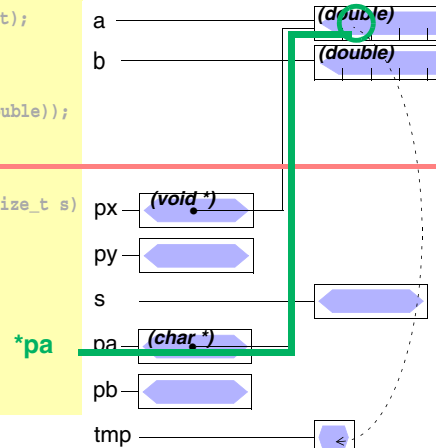 t);
a (double)
b (double)
uble));
ize_t s)
px (void *)
py
s
*pa pa (char *)
pb
tmp